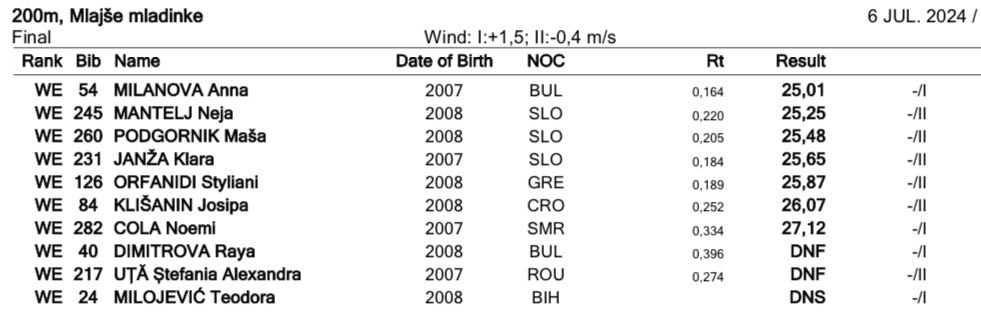 200m, Mlajše mladinke 6 JUL. 2024 /
Final Wind: I:+1,5; II:-0,4 m/s
Rank Bib Name Date of Birth NOC Rt Result
WE 54 MILANOVA Anna 2007 BUL 0,164 25,01 -/I
WE 245 MANTELJ Neja 2008 SLO 0,220 25,25 -/II
WE 260 PODGORNIK Maša 2008 SLO 0,205 25,48 -/II
WE 231 JANŽA Klara 2007 SLO 0,184 25,65 -/II
WE 126 ORFANIDI Styliani 2008 GRE 0,189 25,87 -/II
WE 84 KLIŠANIN Josipa 2008 CRO 0,252 26,07 -/II
WE 282 COLA Noemi 2007 SMR 0,334 27,12 -/I
WE 40 DIMITROVA Raya 2008 BUL 0,396 DNF -/I
WE 217 UȚĂ Ștefania Alexandra 2007 ROU 0,274 DNF -/II
WE 24 MILOJEVIĆ Teodora 2008 BIH DNS -/I